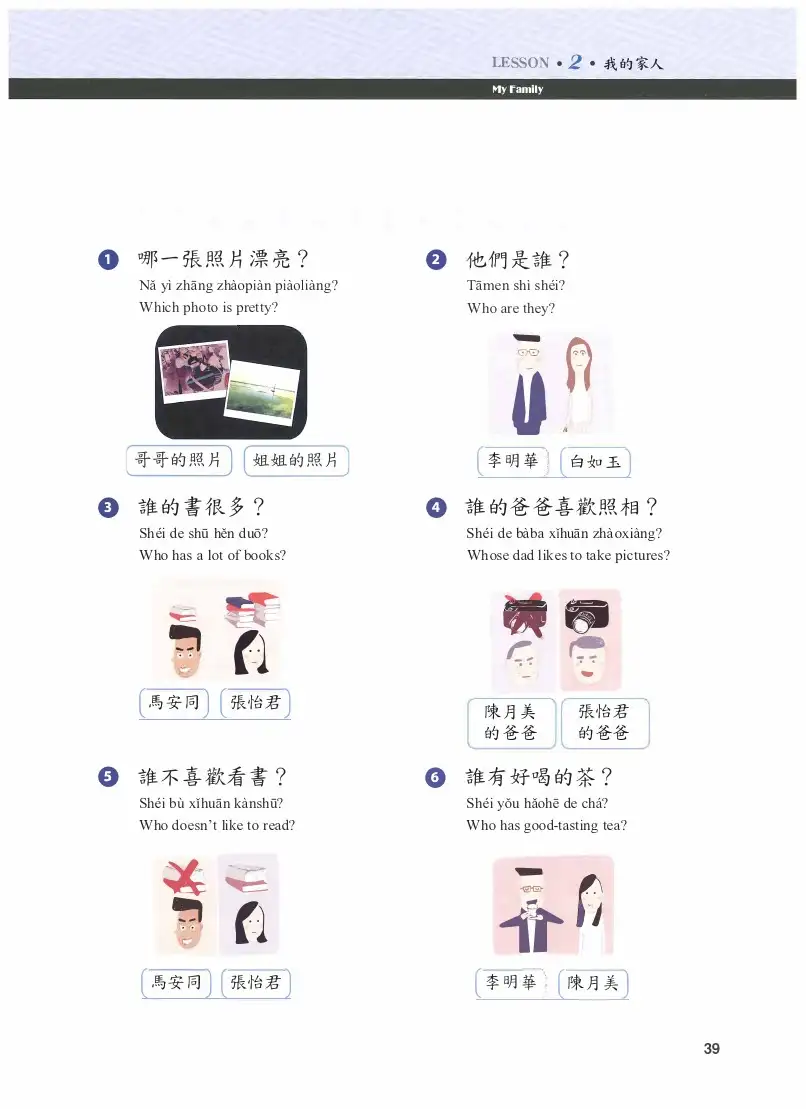 LESSON • 2 • 我的家人
My Family
1 哪一張照片漂亮？
Nǎ yì zhāng zhàopiàn piàoliàng?
Which photo is pretty?
哥哥的照片 姐姐的照片
2 他們是誰？
Tāmen shì shéi?
Who are they?
李明華 白如玉
3 誰的書很多？
Shéi de shū hěn duō?
Who has a lot of books?
馬安同 張怡君
4 誰的爸爸喜歡照相？
Shéi de bàba xǐhuān zhàoxiàng?
Whose dad likes to take pictures?
陳月美
的爸爸
張怡君
的爸爸
5 誰不喜歡看書？
Shéi bù xǐhuān kànshū?
Who doesn't like to read?
馬安同 張怡君
6 誰有好喝的茶？
Shéi yǒu hǎohē de chá?
Who has good-tasting tea?
李明華 陳月美
39